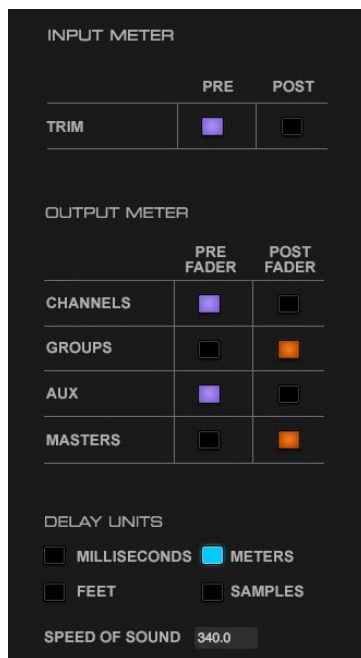 INPUT METER
PRE POST
TRIM
OUTPUT METER
PRE FADER POST FADER
CHANNELS
GROUPS
AUX
MASTERS
DELAY UNITS
MILLISECONDS METERS
FEET SAMPLES
SPEED OF SOUND 340.0